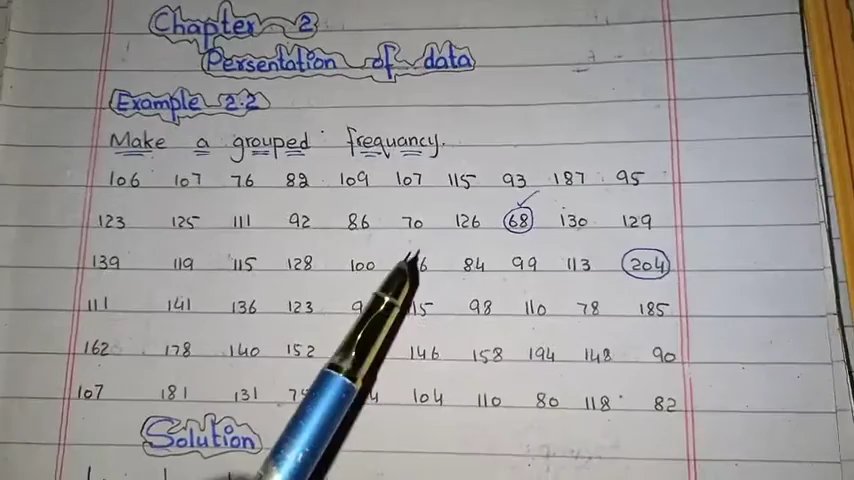 Chapter - 2
Persentation of data
Example 2.2
Make a grouped frequancy.
106 107 76 82 109 107 115 93 187 95
123 125 111 92 86 70 126 68 130 129
139 119 115 128 100 84 99 113 204
111 141 136 123 98 110 78 185
162 178 140 152 146 158 194 148 90
107 181 131 104 110 80 118 82
Solution